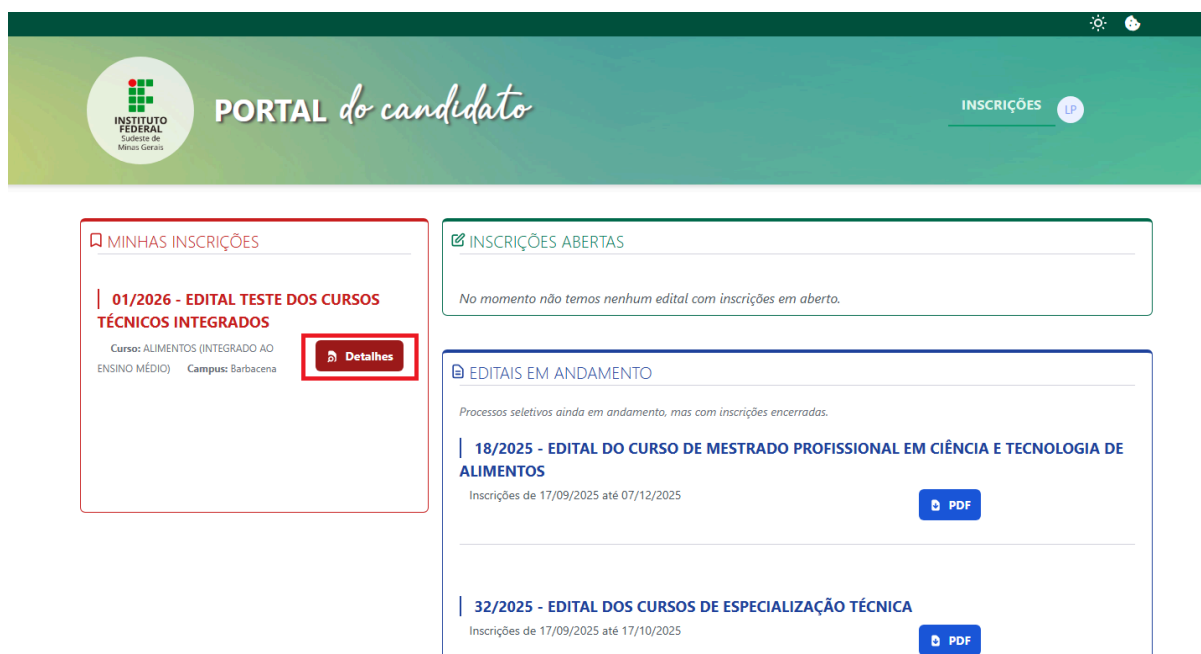 INSTITUTO
FEDERAL
Sudeste de
Minas Gerais
PORTAL do candidato
INSCRIÇÕES
LP
MINHAS INSCRIÇÕES
01/2026 - EDITAL TESTE DOS CURSOS
TÉCNICOS INTEGRADOS
Curso: ALIMENTOS (INTEGRADO AO
ENSINO MÉDIO) Campus: Barbacena
Detalhes
INSCRIÇÕES ABERTAS
No momento não temos nenhum edital com inscrições em aberto.
EDITAIS EM ANDAMENTO
Processos seletivos ainda em andamento, mas com inscrições encerradas.
18/2025 - EDITAL DO CURSO DE MESTRADO PROFISSIONAL EM CIÊNCIA E TECNOLOGIA DE
ALIMENTOS
Inscrições de 17/09/2025 até 07/12/2025
PDF
32/2025 - EDITAL DOS CURSOS DE ESPECIALIZAÇÃO TÉCNICA
Inscrições de 17/09/2025 até 17/10/2025
PDF